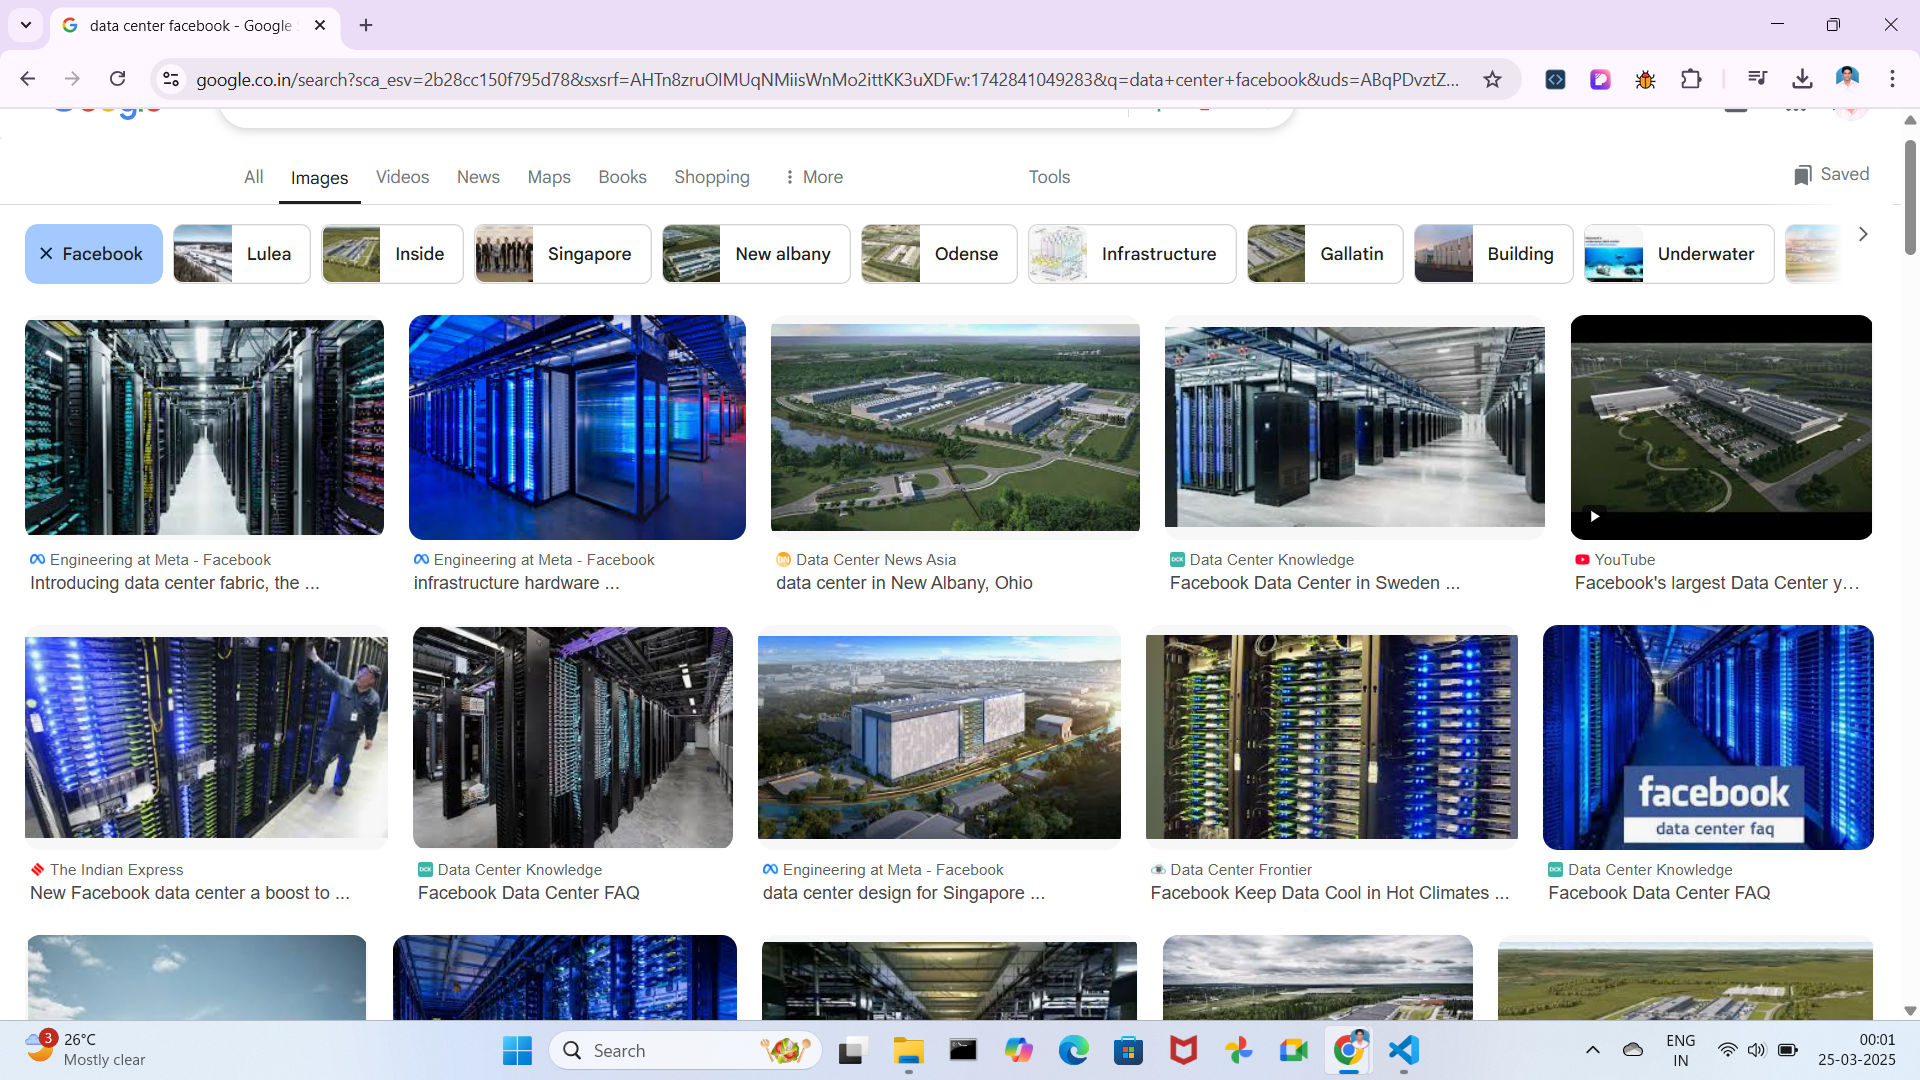 data center facebook - Google
google.co.in/search?sca_esv=2b28cc150f795d78&sxsrf=AHTn8zruOIMUqNMiisWnMo2ittKK3uXDFw:1742841049283&q=data+center+facebook&uds=ABqPDvztZ...
All Images Videos News Maps Books Shopping More Tools Saved
Facebook Lulea Inside Singapore New albany Odense Infrastructure Gallatin Building Underwater
Engineering at Meta - Facebook
Introducing data center fabric, the ...
Engineering at Meta - Facebook
infrastructure hardware ...
Data Center News Asia
data center in New Albany, Ohio
Data Center Knowledge
Facebook Data Center in Sweden ...
YouTube
Facebook's largest Data Center y...
facebook
data center faq
The Indian Express
New Facebook data center a boost to ...
Data Center Knowledge
Facebook Data Center FAQ
Engineering at Meta - Facebook
data center design for Singapore ...
Data Center Frontier
Facebook Keep Data Cool in Hot Climates ...
Data Center Knowledge
Facebook Data Center FAQ
3
26°C
Mostly clear
Search
ENG
IN
00:01
25-03-2025